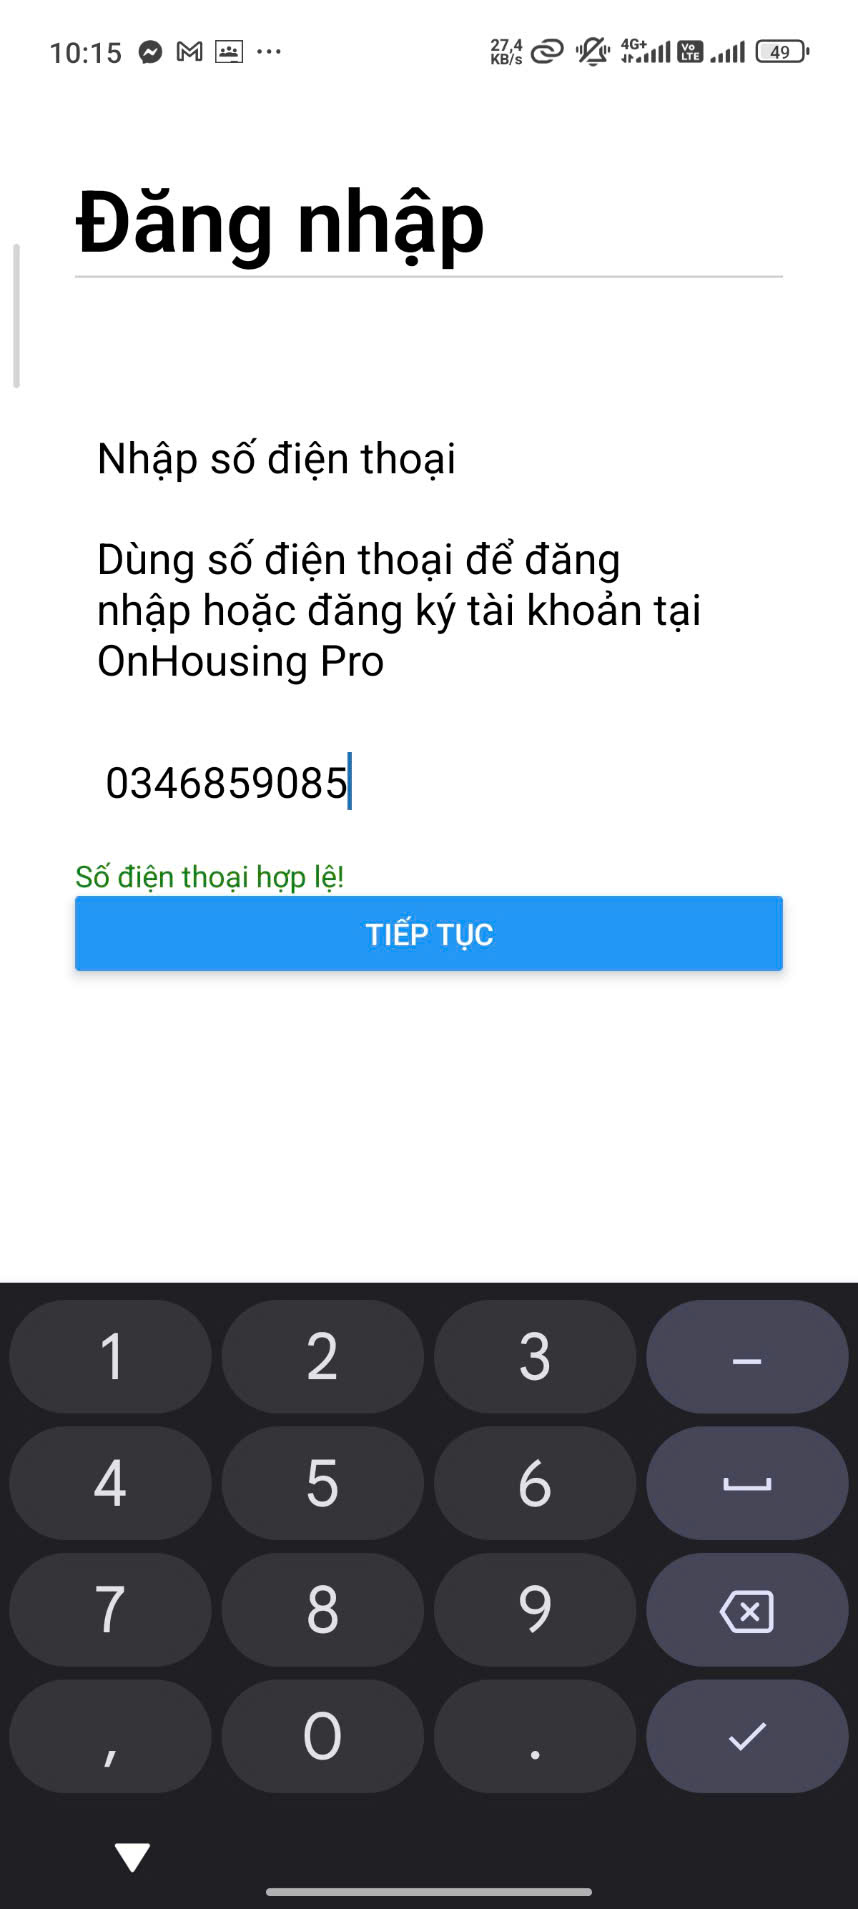 10:15 27,4 KB/s 4G+ Vo LTE 49
Đăng nhập
Nhập số điện thoại
Dùng số điện thoại để đăng
nhập hoặc đăng ký tài khoản tại
OnHousing Pro
0346859085
Số điện thoại hợp lệ!
TIẾP TỤC
1 2 3 –
4 5 6
7 8 9
, 0 .